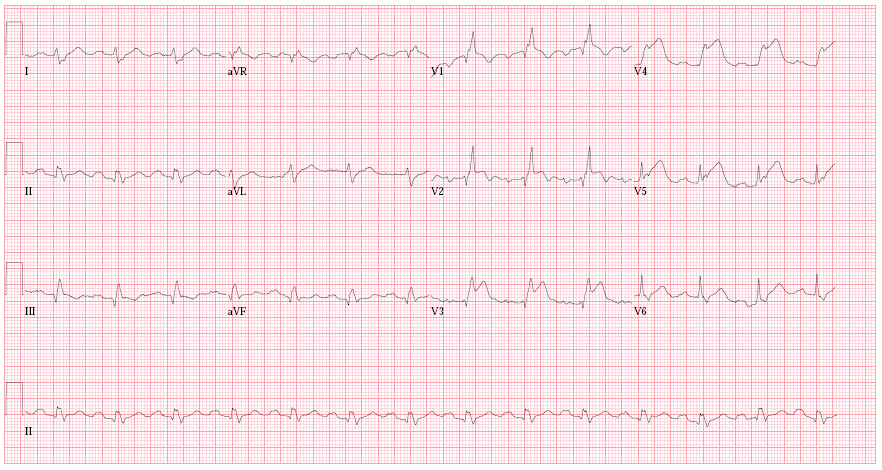 I aVR V1 V4
II aVL V2 V5
III aVF V3 V6
II